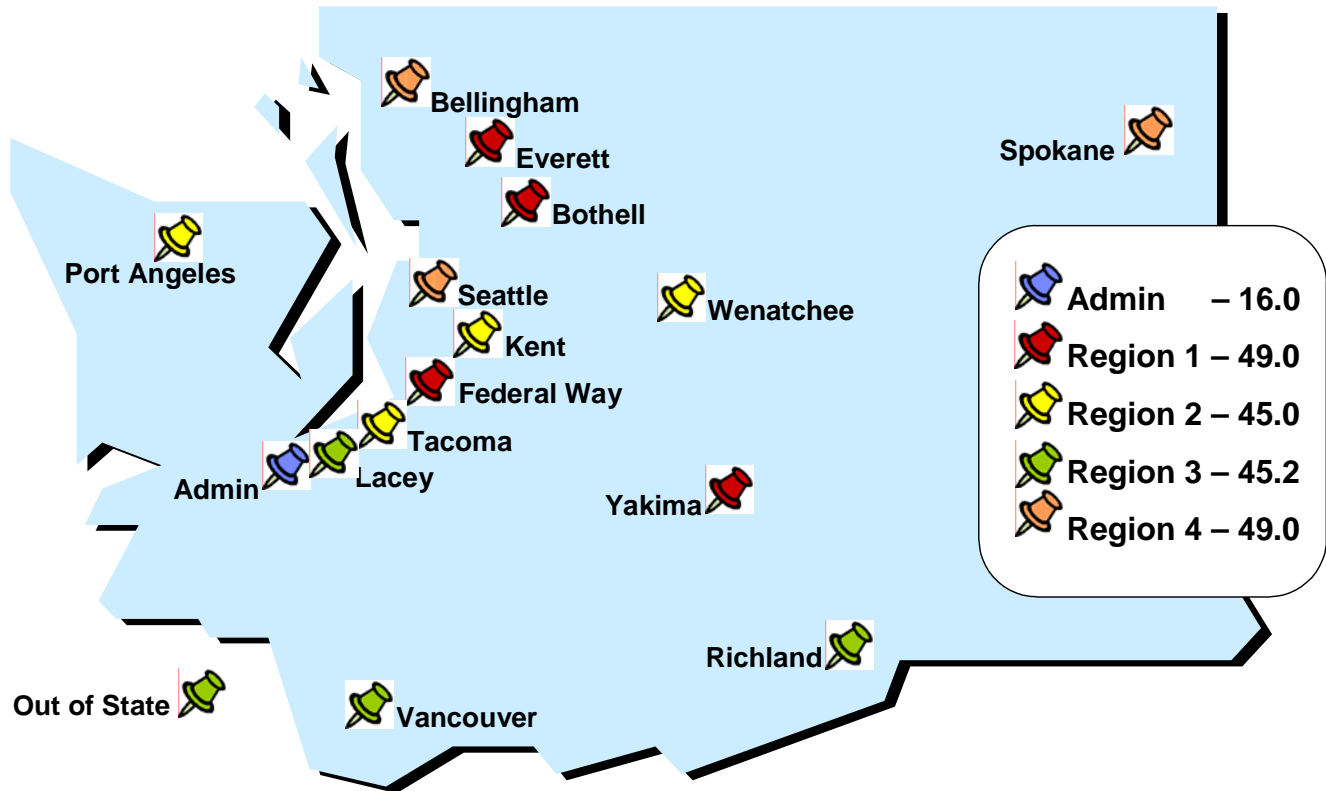 Bellingham
Everett
Spokane
Bothell
Port Angeles
Seattle
Wenatchee
Kent
Federal Way
Tacoma
Lacey
Admin
Yakima
Richland
Out of State
Vancouver
Admin – 16.0
Region 1 – 49.0
Region 2 – 45.0
Region 3 – 45.2
Region 4 – 49.0